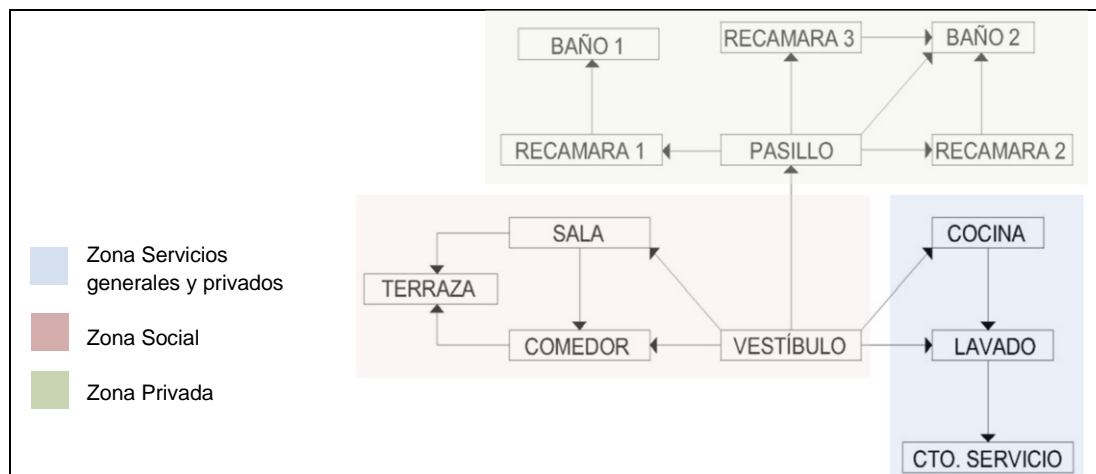 BAÑO 1
RECAMARA 3
BAÑO 2
RECAMARA 1
PASILLO
RECAMARA 2
SALA
COCINA
TERRAZA
COMEDOR
VESTÍBULO
LAVADO
CTO. SERVICIO
Zona Servicios
generales y privados
Zona Social
Zona Privada